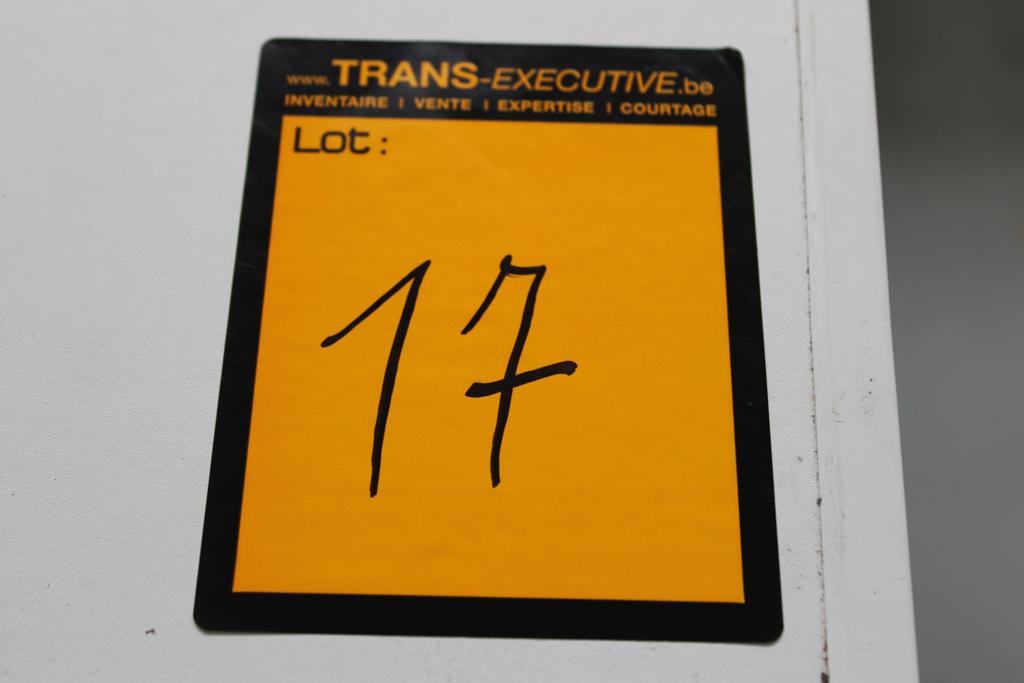 www.TRANS-EXECUTIVE.be
INVENTAIRE | VENTE | EXPERTISE | COURTAGE
Lot:
17